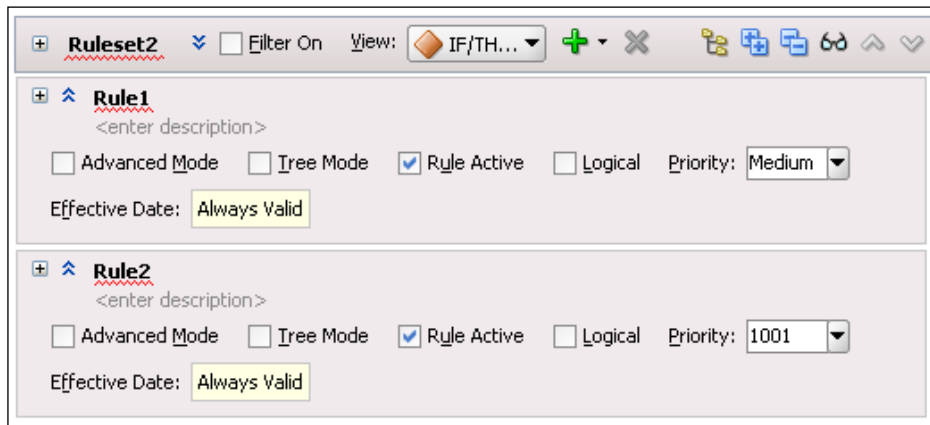 Ruleset2 Filter On View: IF/TH...
Rule1
<enter description>
Advanced Mode Tree Mode Rule Active Logical Priority: Medium
Effective Date: Always Valid
Rule2
<enter description>
Advanced Mode Tree Mode Rule Active Logical Priority: 1001
Effective Date: Always Valid